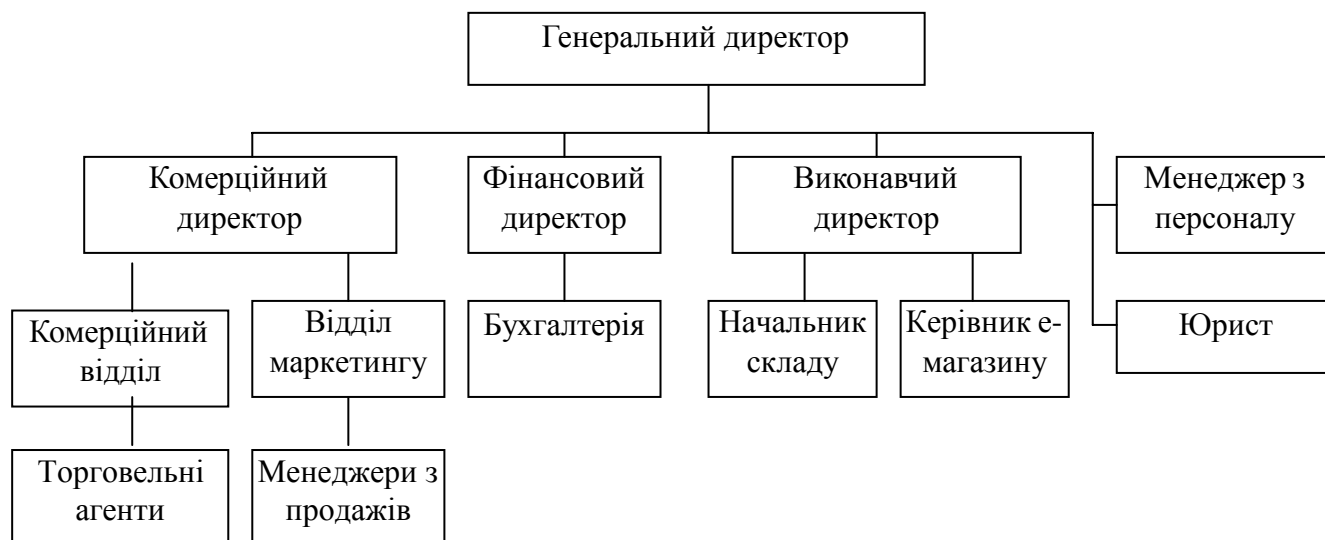 Генеральний директор
Комерційний
директор
Фінансовий
директор
Виконавчий
директор
Менеджер з
персоналу
Комерційний
відділ
Відділ
маркетингу
Бухгалтерія
Начальник
складу
Керівник е-
магазину
Юрист
Торговельні
агенти
Менеджери з
продажів